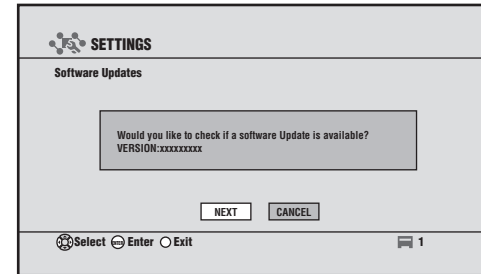 SETTINGS
Software Updates
Would you like to check if a software Update is available?
VERSION:xxxxxxxxx
NEXT CANCEL
Select ENTER Enter Exit 1